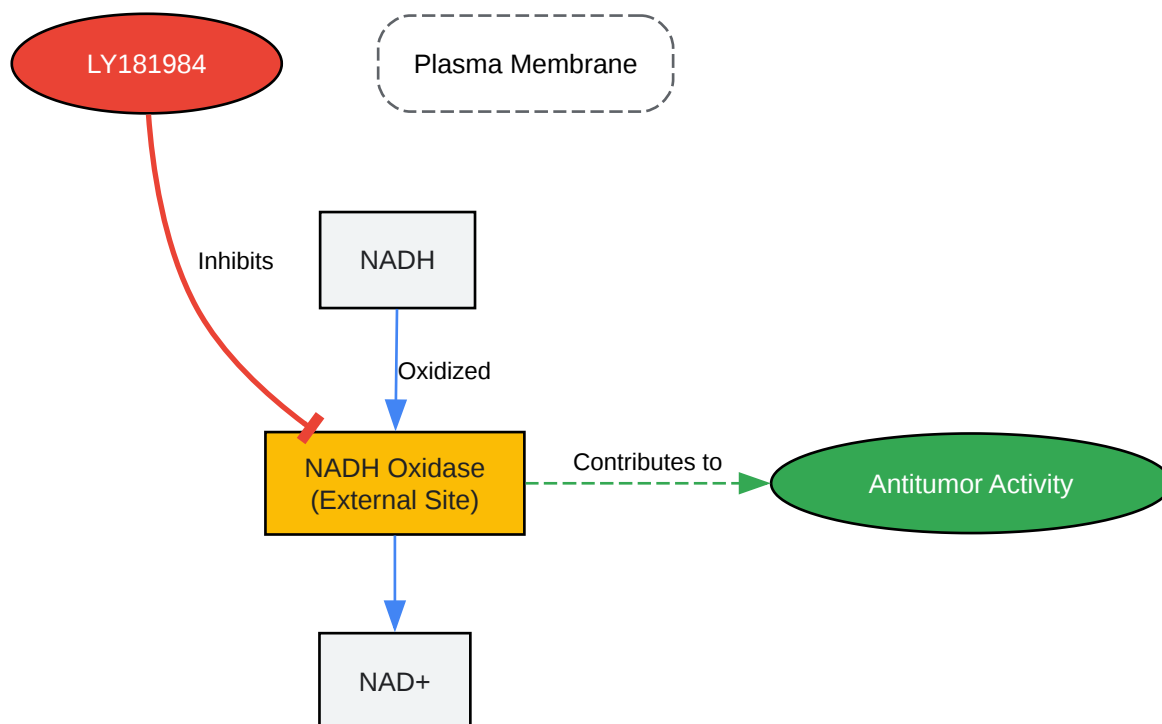 LY181984
Plasma Membrane
Inhibits
NADH
Oxidized
NADH Oxidase
(External Site)
Contributes to
Antitumor Activity
NAD+